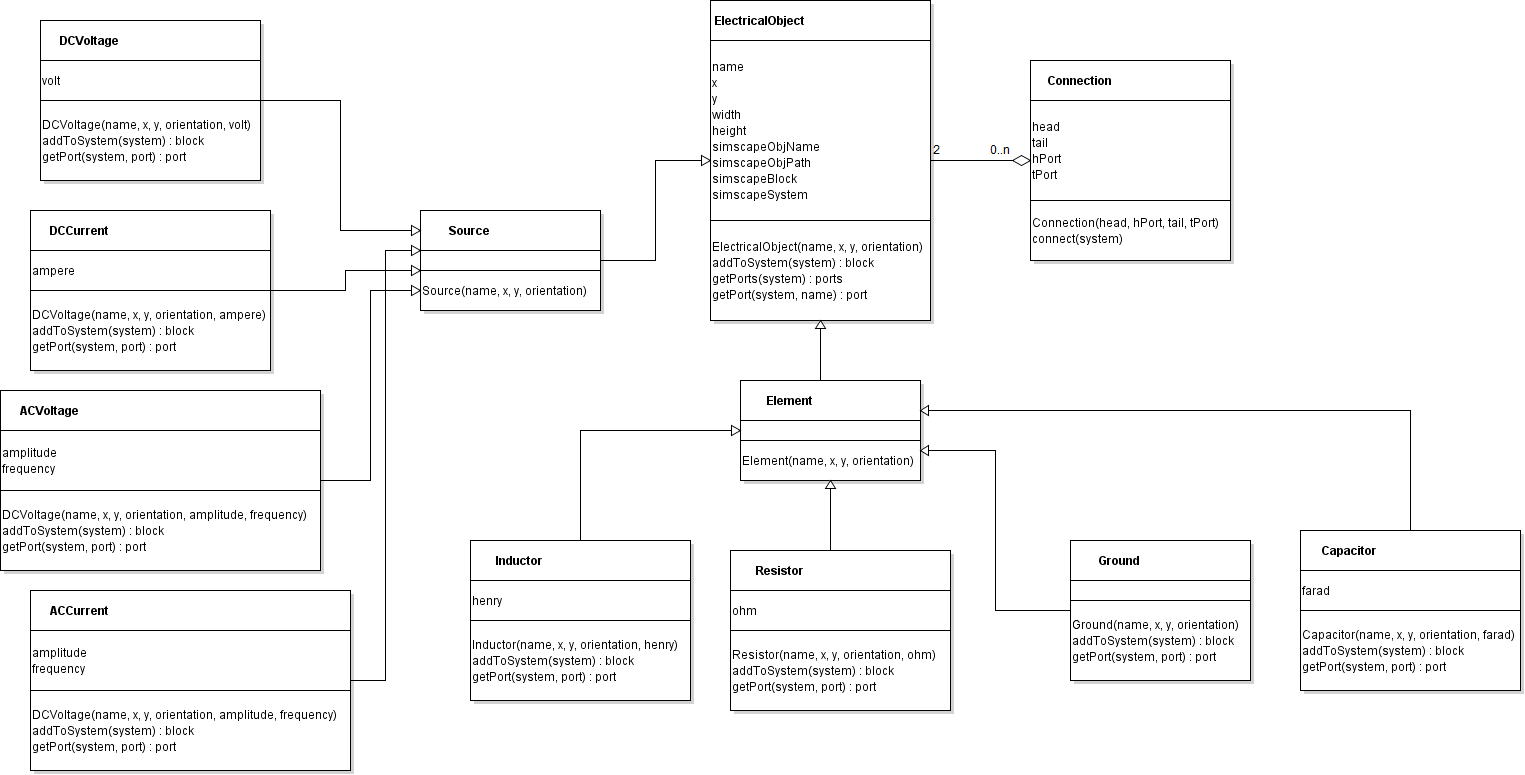 DCVoltage
volt
DCVoltage(name, x, y, orientation, volt)
addToSystem(system) : block
getPort(system, port) : port
DCCurrent
ampere
DCVoltage(name, x, y, orientation, ampere)
addToSystem(system) : block
getPort(system, port) : port
ACVoltage
amplitude
frequency
DCVoltage(name, x, y, orientation, amplitude, frequency)
addToSystem(system) : block
getPort(system, port) : port
ACCurrent
amplitude
frequency
DCVoltage(name, x, y, orientation, amplitude, frequency)
addToSystem(system) : block
getPort(system, port) : port
Source
Source(name, x, y, orientation)
ElectricalObject
name
x
y
width
height
simscapeObjName
simscapeObjPath
simscapeBlock
simscapeSystem
ElectricalObject(name, x, y, orientation)
addToSystem(system) : block
getPorts(system) : ports
getPort(system, name) : port
2
0..n
Connection
head
tail
hPort
tPort
Connection(head, hPort, tail, tPort)
connect(system)
Element
Element(name, x, y, orientation)
Inductor
henry
Inductor(name, x, y, orientation, henry)
addToSystem(system) : block
getPort(system, port) : port
Resistor
ohm
Resistor(name, x, y, orientation, ohm)
addToSystem(system) : block
getPort(system, port) : port
Ground
Ground(name, x, y, orientation)
addToSystem(system) : block
getPort(system, port) : port
Capacitor
farad
Capacitor(name, x, y, orientation, farad)
addToSystem(system) : block
getPort(system, port) : port